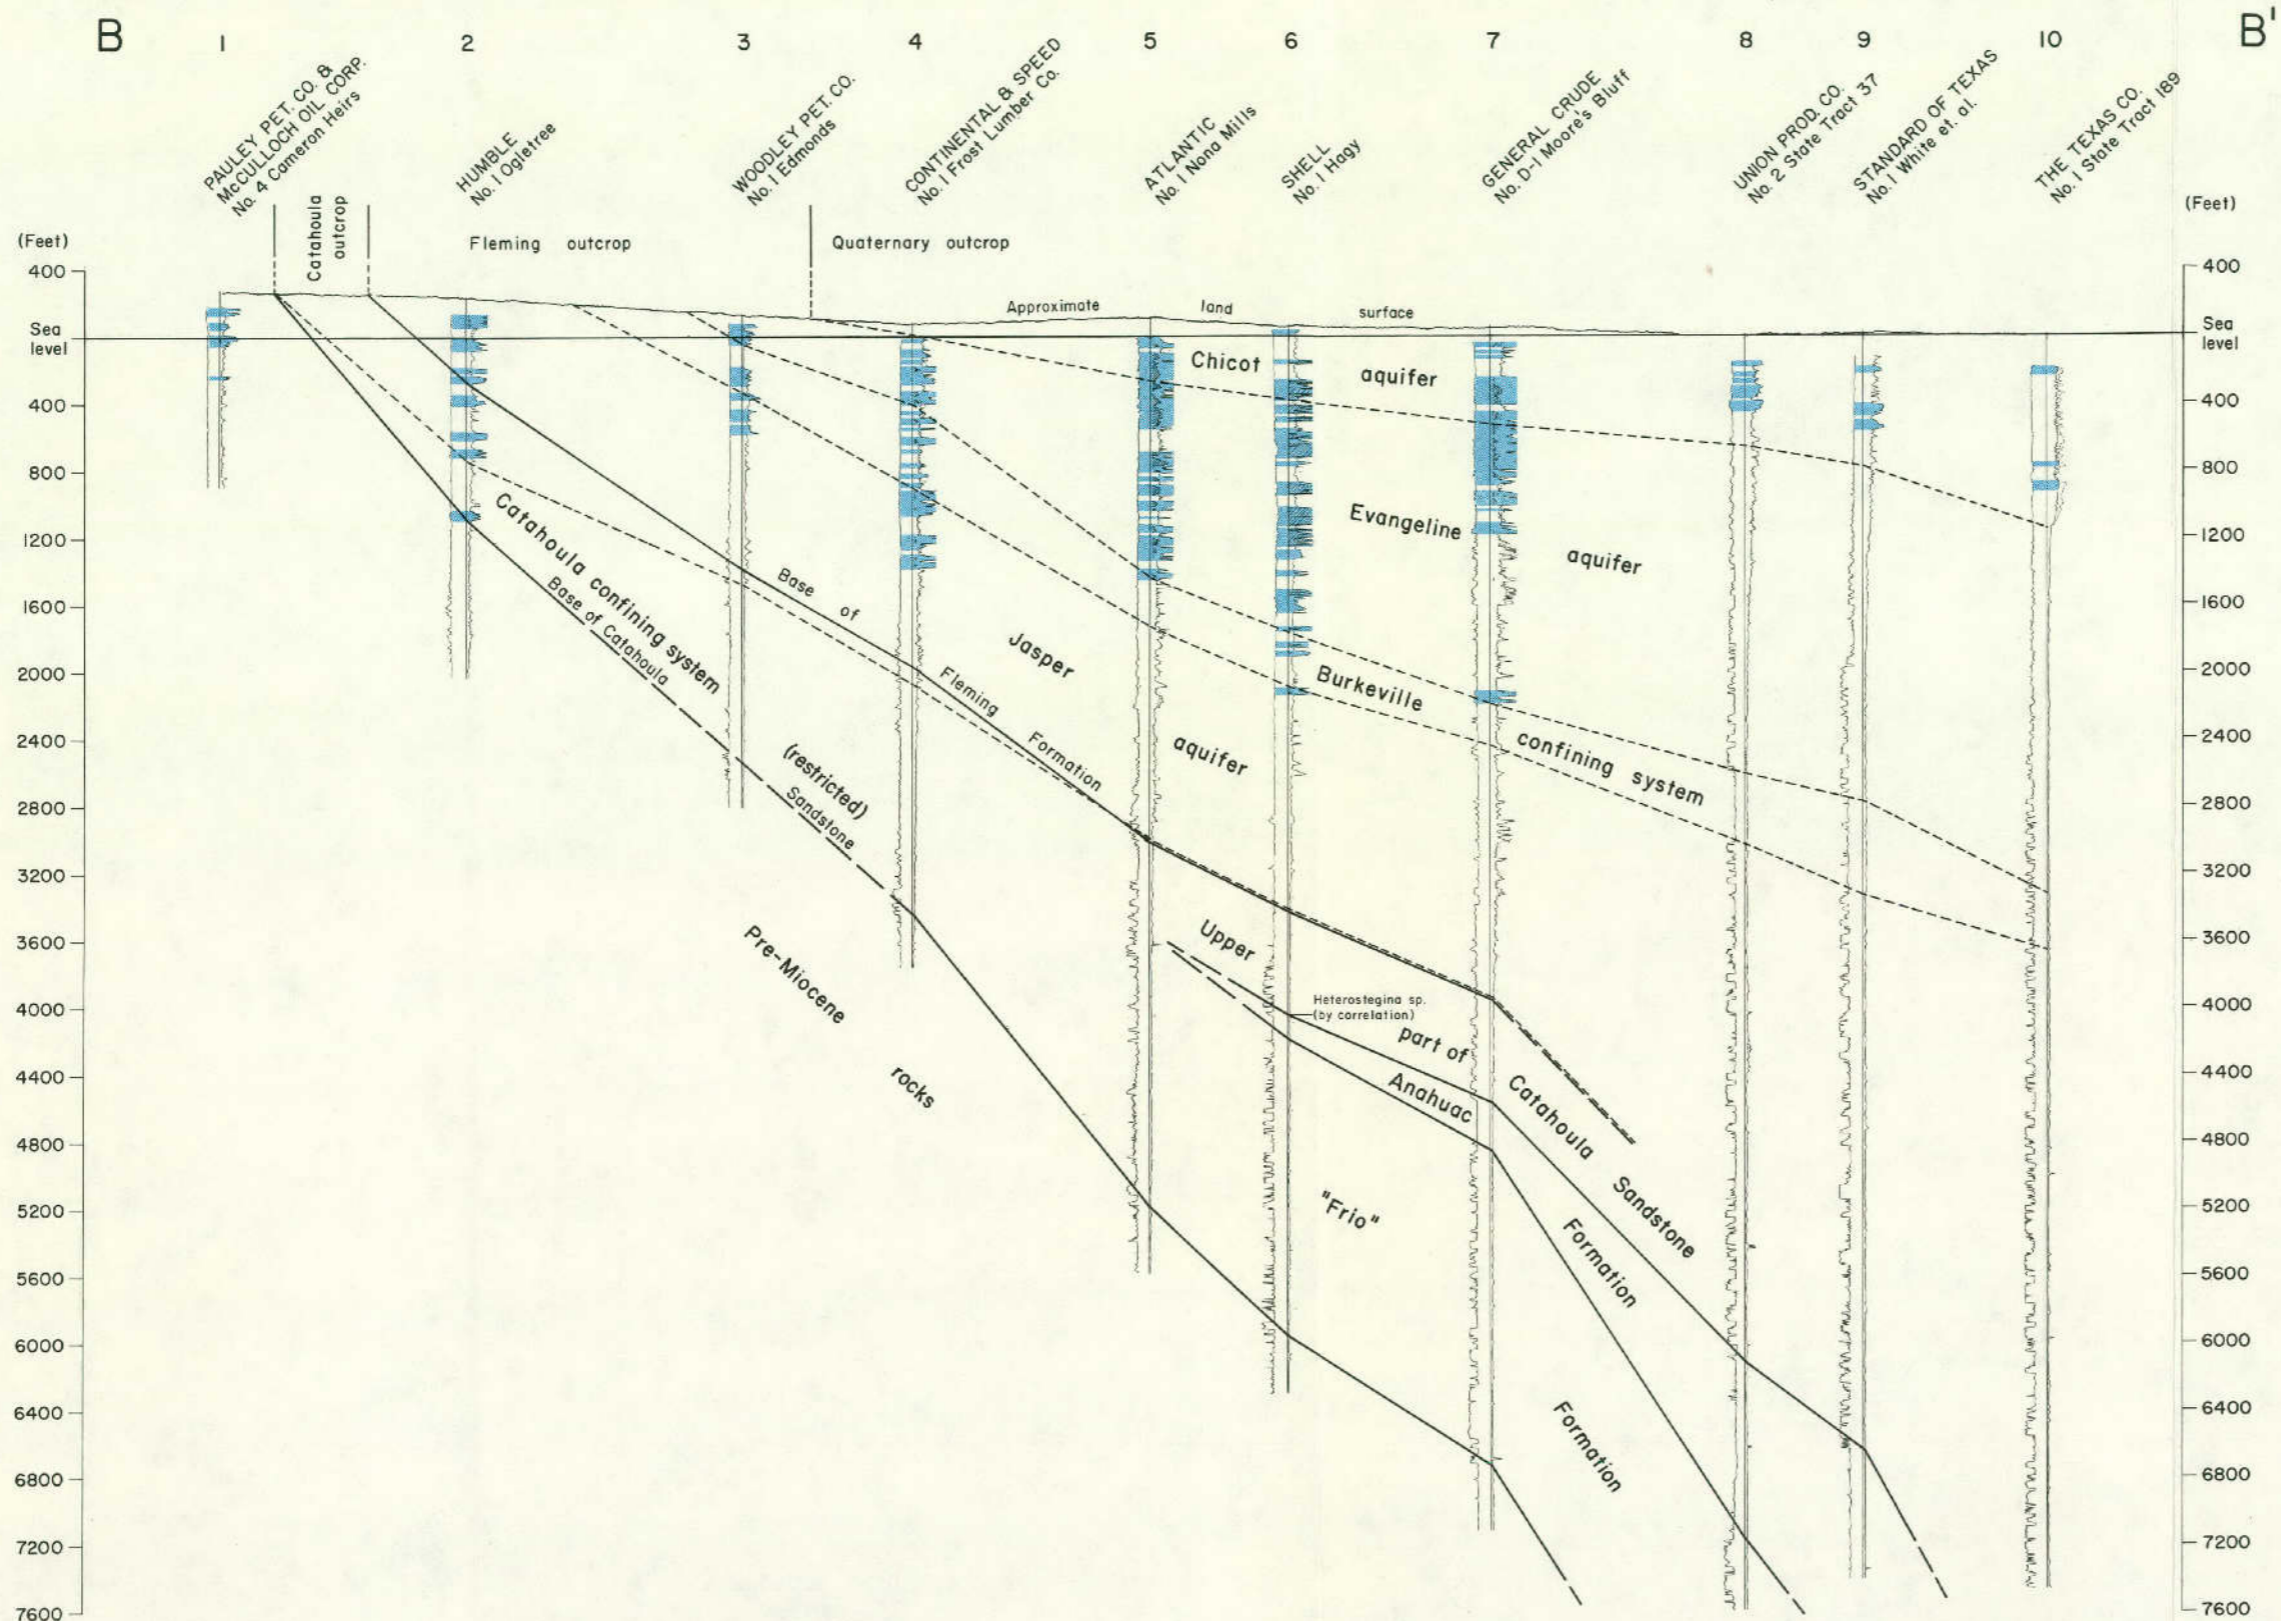 B
1
2
3
4
5
6
7
8
9
10
B'
PAULEY PET. CO. &
McCULLOCH OIL CORP.
No. 4 Cameron Heirs
HUMBLE
No. 1 Ogletree
WOODLEY PET. CO.
No. 1 Edmonds
CONTINENTAL & SPEED
No. 1 Frost Lumber Co.
ATLANTIC
No. 1 Nona Mills
SHELL
No. 1 Hagy
GENERAL CRUDE
No. D-1 Moore's Bluff
UNION PROD. CO.
No. 2 State Tract 37
STANDARD OF TEXAS
No. 1 White et. al.
THE TEXAS CO.
No. 1 State Tract 189
(Feet)
400
Sea
level
400
800
1200
1600
2000
2400
2800
3200
3600
4000
4400
4800
5200
5600
6000
6400
6800
7200
7600
Catahoula
outcrop
Fleming outcrop
Quaternary outcrop
Approximate land surface
Chicot aquifer
Evangeline aquifer
Catahoula confining system
(restricted)
Base of Catahoula
Sandstone
Base of
Fleming
Formation
Jasper
aquifer
Burkeville
confining system
Pre-Miocene
rocks
Upper
part of
Catahoula
Sandstone
Heterostegina sp.
(by correlation)
Anahuac
Formation
"Frio"
Formation
(Feet)
400
Sea
level
400
800
1200
1600
2000
2400
2800
3200
3600
4000
4400
4800
5200
5600
6000
6400
6800
7200
7600